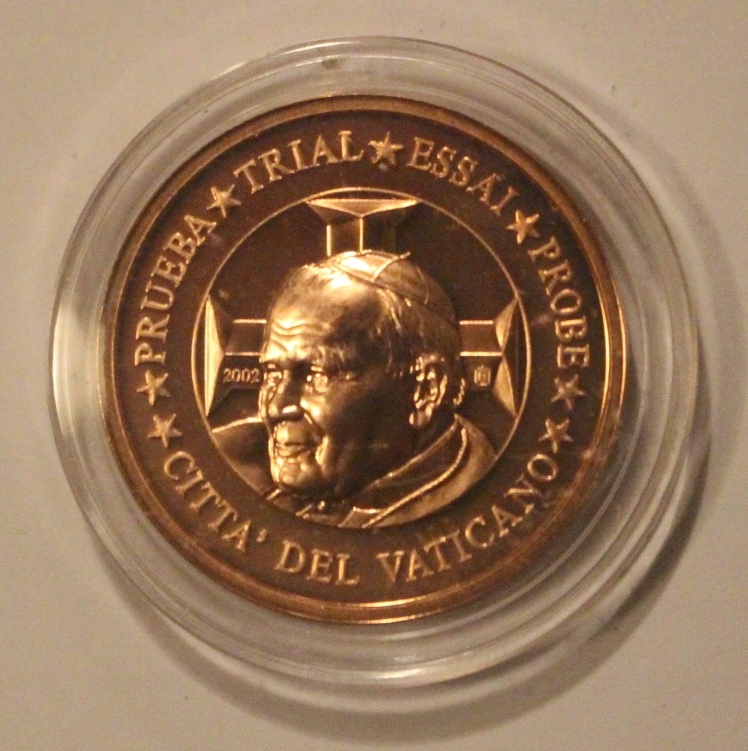 ★ PRUEBA ★ TRIAL ★ ESSAI ★ PROBE ★
★ CITTA' DEL VATICANO ★
2002